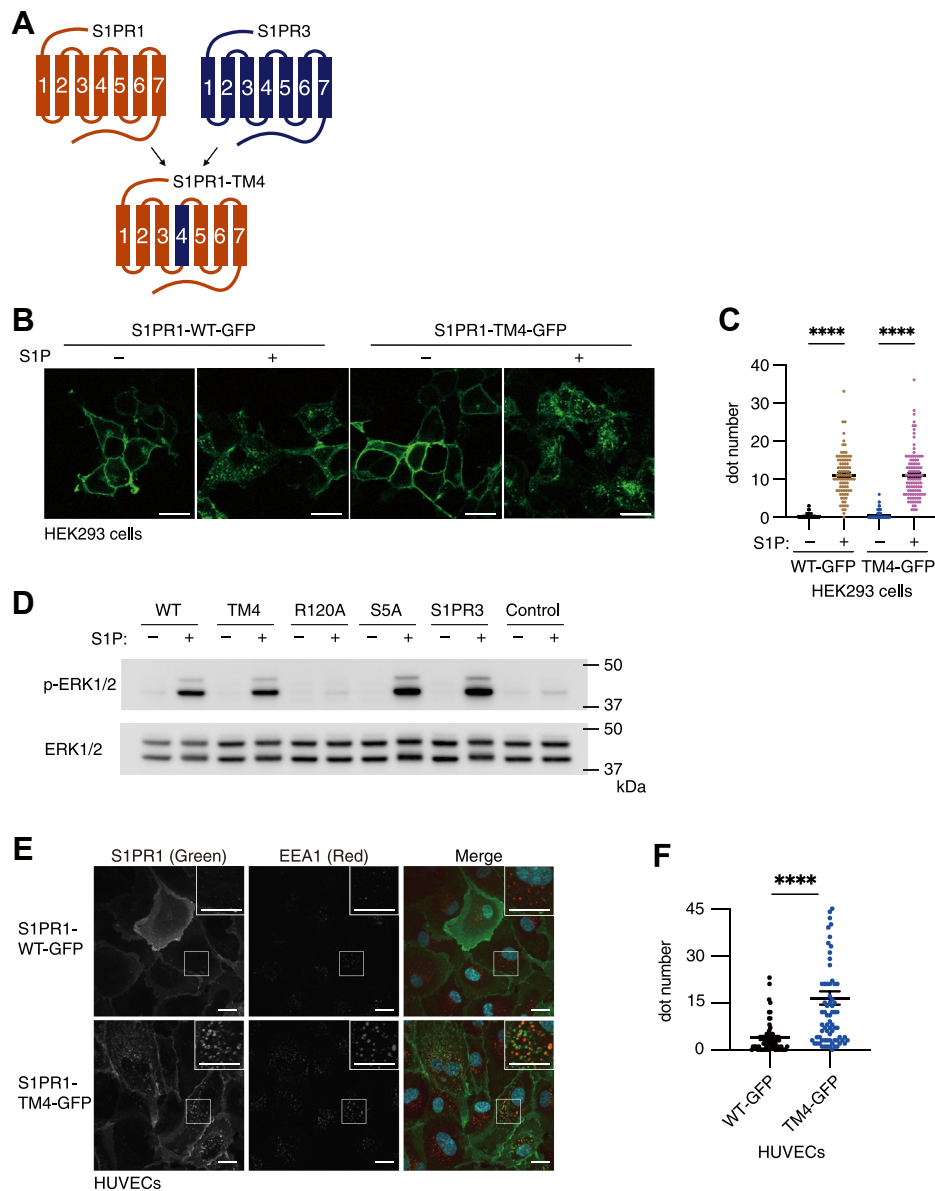 A
S1PR1
S1PR3
1 2 3 4 5 6 7
1 2 3 4 5 6 7
S1PR1-TM4
1 2 3 4 5 6 7
B
S1PR1-WT-GFP
S1PR1-TM4-GFP
S1P
− + − +
HEK293 cells
C
**** ****
40
30
20
10
0
dot number
S1P: − + − +
WT-GFP TM4-GFP
HEK293 cells
D
WT TM4 R120A S5A S1PR3 Control
S1P: − + − + − + − + − + − +
p-ERK1/2
50
37
ERK1/2
50
37
kDa
E
S1PR1 (Green) EEA1 (Red) Merge
S1PR1-
WT-GFP
S1PR1-
TM4-GFP
HUVECs
F
****
45
30
15
0
dot number
WT-GFP
TM4-GFP
HUVECs